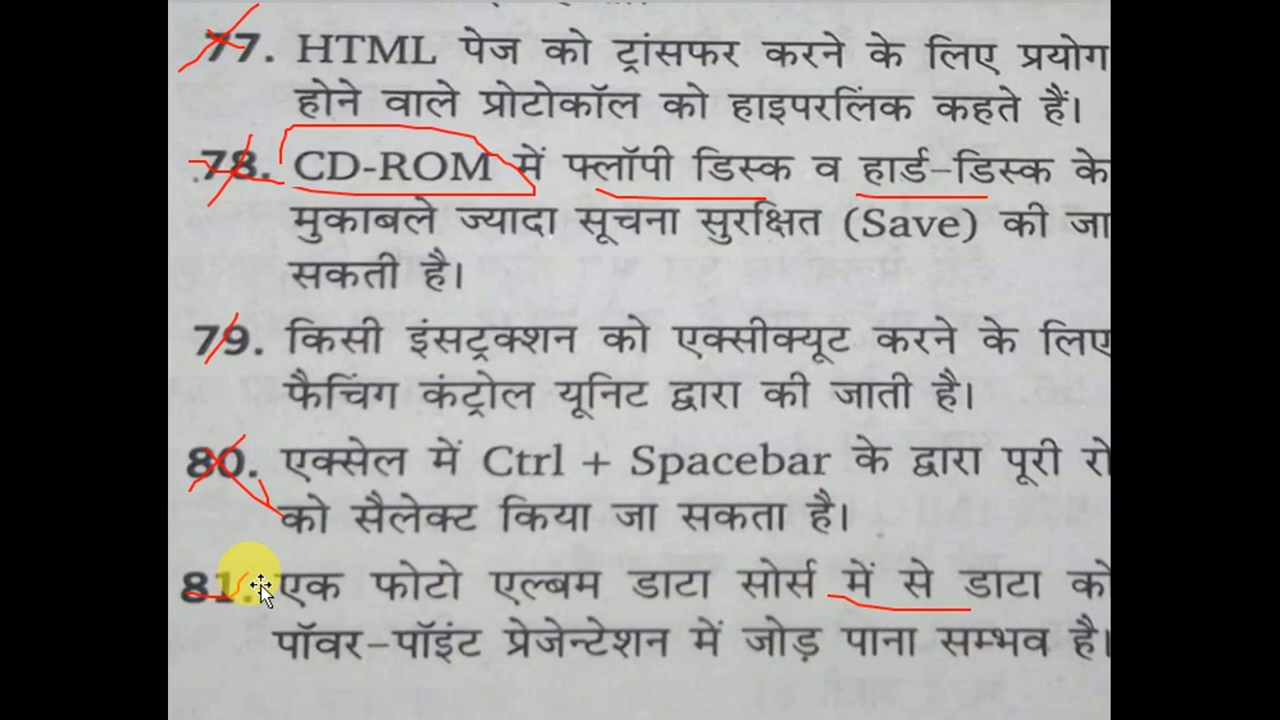 77. HTML पेज को ट्रांसफर करने के लिए प्रयोग
होने वाले प्रोटोकॉल को हाइपरलिंक कहते हैं।
78. CD-ROM में फ्लॉपी डिस्क व हार्ड-डिस्क के
मुकाबले ज्यादा सूचना सुरक्षित (Save) की जा
सकती है।
79. किसी इंसट्रक्शन को एक्सीक्यूट करने के लिए
फैचिंग कंट्रोल यूनिट द्वारा की जाती है।
80. एक्सेल में Ctrl + Spacebar के द्वारा पूरी रो
को सैलेक्ट किया जा सकता है।
81. एक फोटो एल्बम डाटा सोर्स में से डाटा को
पॉवर-पॉइंट प्रेजेन्टेशन में जोड़ पाना सम्भव है।